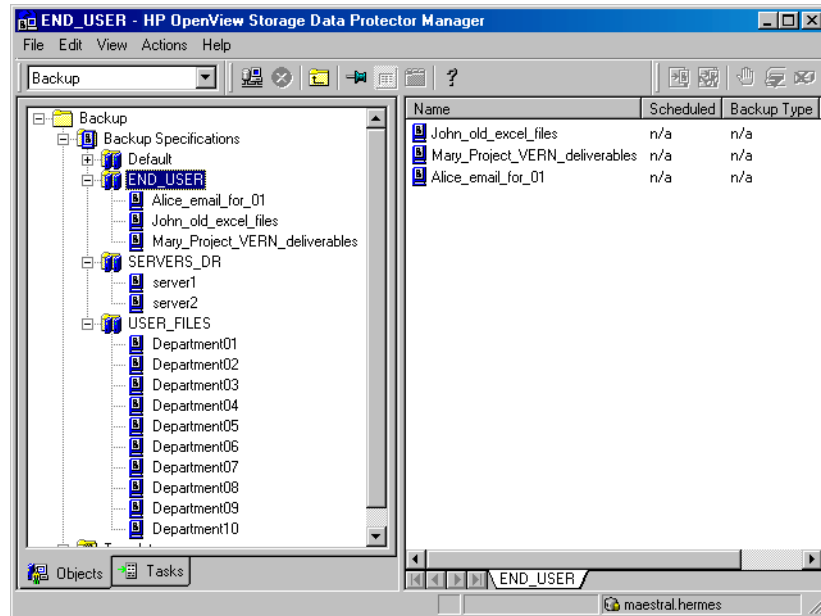 END_USER - HP OpenView Storage Data Protector Manager
File Edit View Actions Help
Backup
Backup
Backup Specifications
Default
END_USER
Alice_email_for_01
John_old_excel_files
Mary_Project_VERN_deliverables
SERVERS_DR
server1
server2
USER_FILES
Department01
Department02
Department03
Department04
Department05
Department06
Department07
Department08
Department09
Department10
Objects Tasks
Name Scheduled Backup Type
John_old_excel_files n/a n/a
Mary_Project_VERN_deliverables n/a n/a
Alice_email_for_01 n/a n/a
END_USER
maestral.hermes